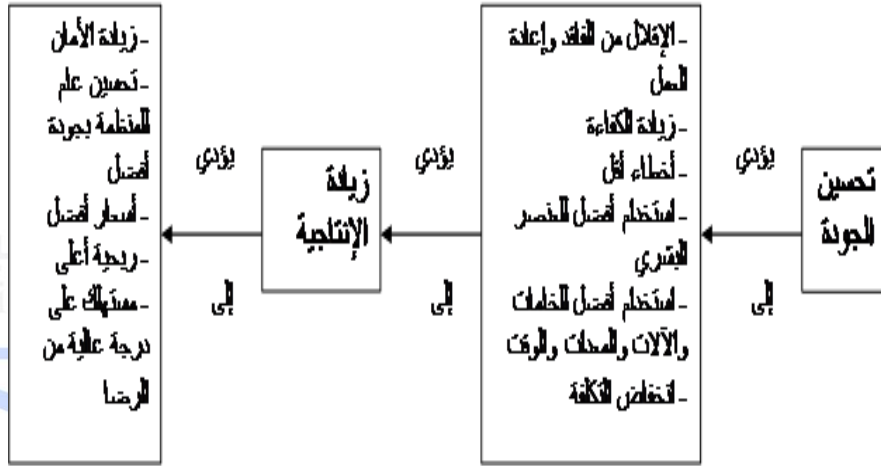 تحسين
الجودة
يؤدي
إلى
- الإقلال من الفاقد وإعادة
العمل
- زيادة الكفاءة
- أخطاء أقل
- استخدام أفضل للعنصر
البشري
- استخدام أفضل للخامات
والآلات والمعدات والوقت
- انخفاض التكلفة
يؤدي
إلى
زيادة
الإنتاجية
يؤدي
إلى
- زيادة الأمان
- تحسين علم
المنظمة بجودة
أفضل
- أسعار أفضل
- ربحية أعلى
- مستهلك على
درجة عالية من
الرضا